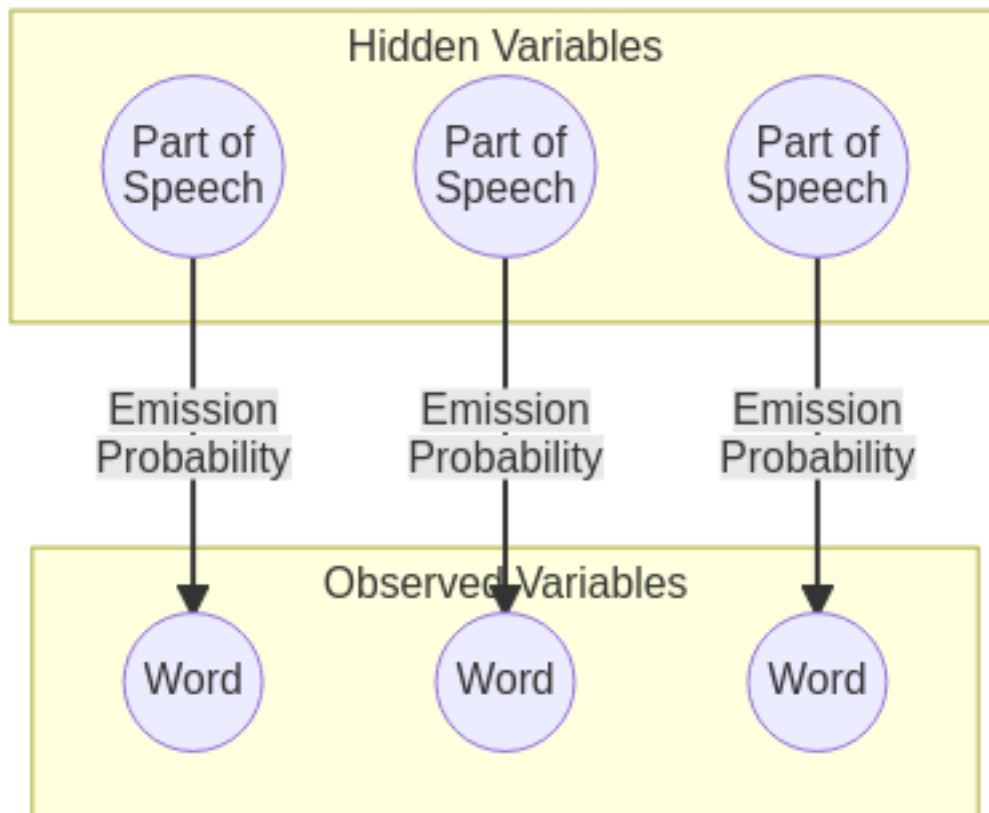 Hidden Variables
Part of Part of Part of
Speech Speech Speech
Emission Emission Emission
Probability Probability Probability
Observed Variables
Word Word Word